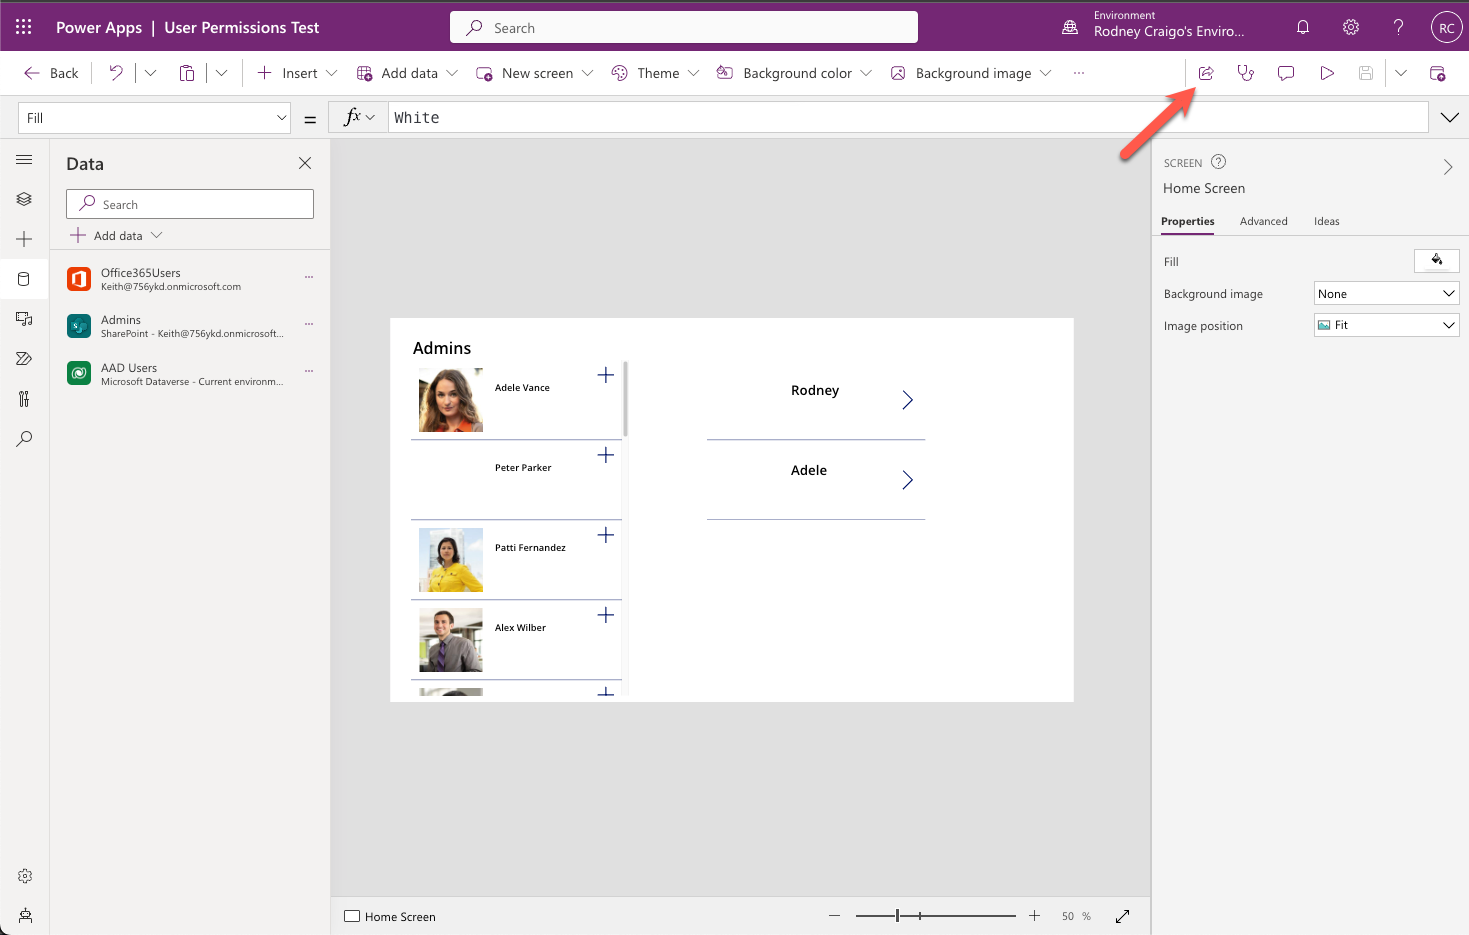 Power Apps | User Permissions Test
Search
Environment
Rodney Craigo's Enviro...
RC
Back
Insert
Add data
New screen
Theme
Background color
Background image
...
Fill
=
fx
White
Data
Search
Add data
Office365Users
Keith@756ykd.onmicrosoft.com
...
Admins
SharePoint - Keith@756ykd.onmicrosoft...
...
AAD Users
Microsoft Dataverse - Current environm...
...
Admins
Adele Vance
Peter Parker
Patti Fernandez
Alex Wilber
Rodney
Adele
SCREEN
Home Screen
Properties
Advanced
Ideas
Fill
Background image
None
Image position
Fit
Home Screen
50 %